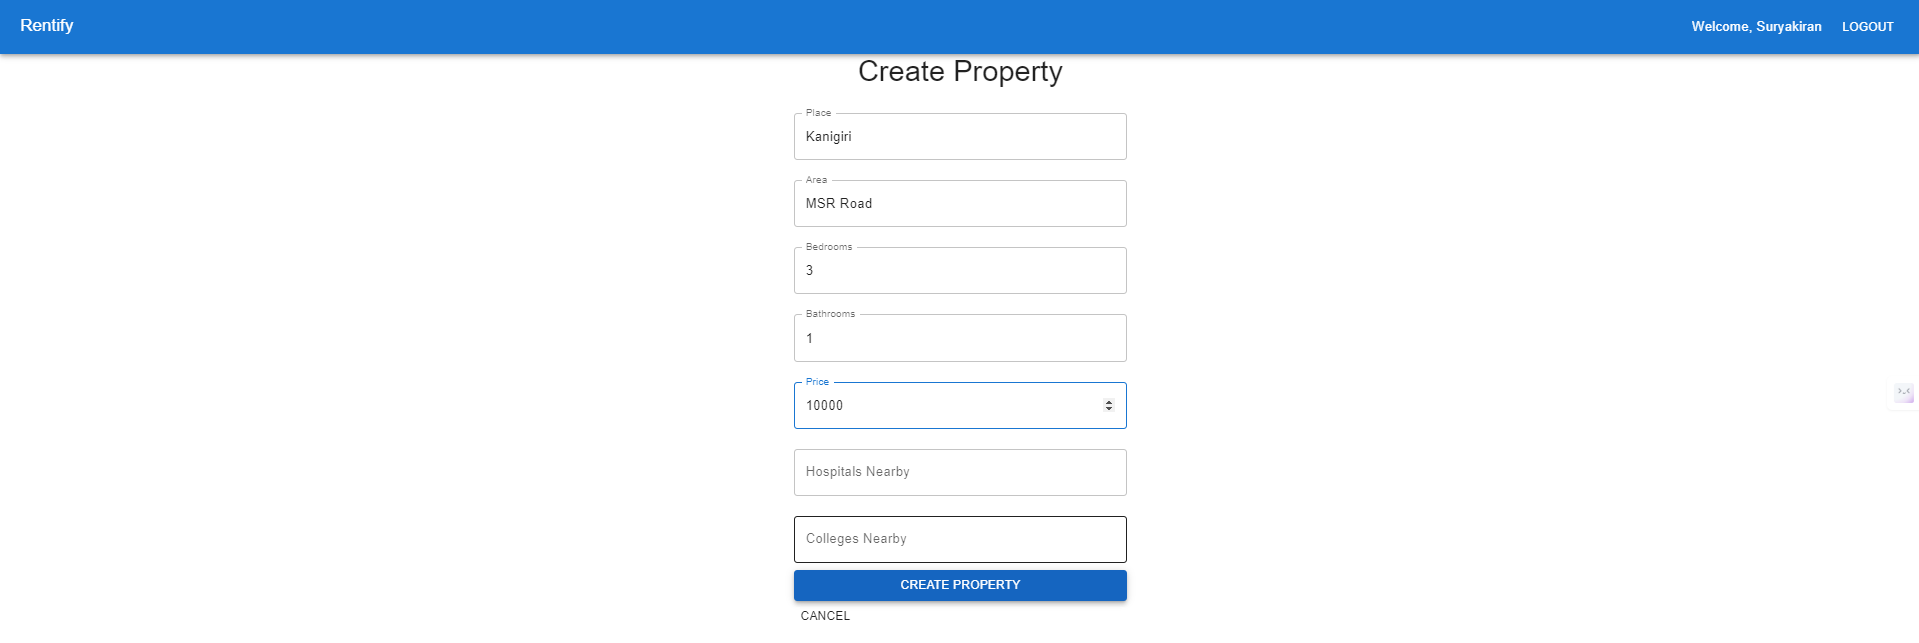 Rentify
Welcome, Suryakiran LOGOUT
Create Property
Place
Kanigiri
Area
MSR Road
Bedrooms
3
Bathrooms
1
Price
10000
Hospitals Nearby
Colleges Nearby
CREATE PROPERTY
CANCEL